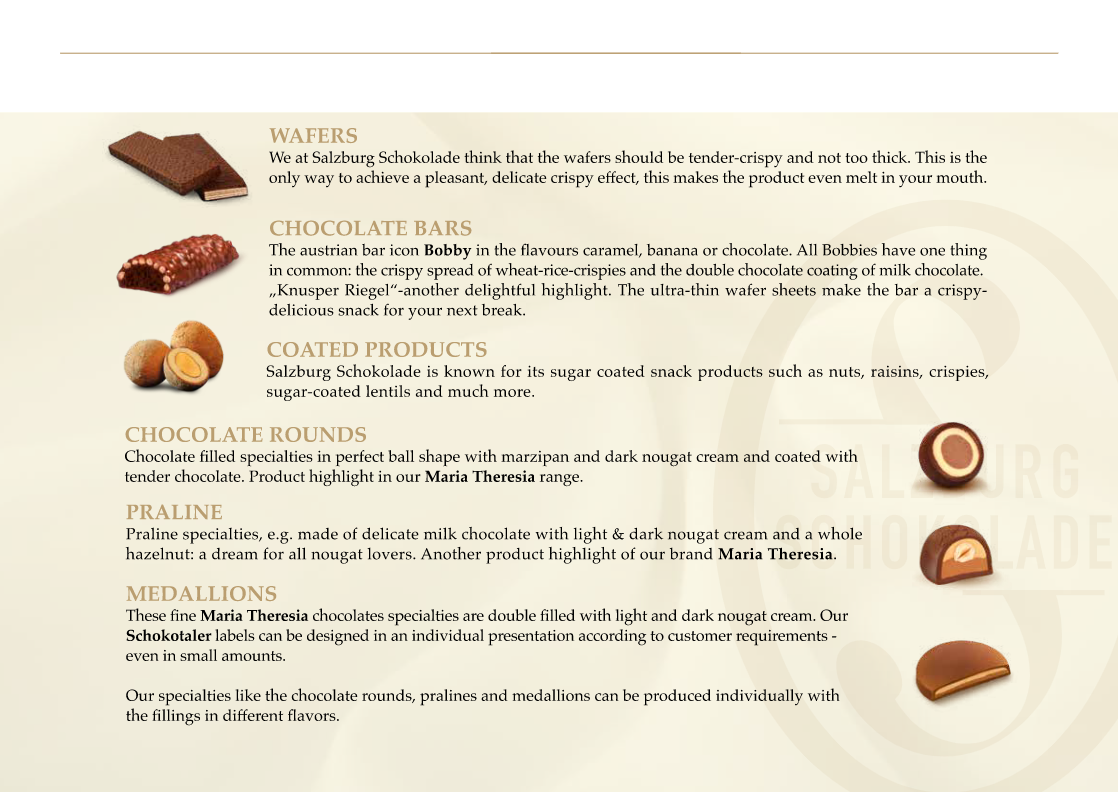 WAFERS
We at Salzburg Schokolade think that the wafers should be tender-crispy and not too thick. This is the
only way to achieve a pleasant, delicate crispy effect, this makes the product even melt in your mouth.
CHOCOLATE BARS
The austrian bar icon Bobby in the flavours caramel, banana or chocolate. All Bobbies have one thing
in common: the crispy spread of wheat-rice-crispies and the double chocolate coating of milk chocolate.
„Knusper Riegel“-another delightful highlight. The ultra-thin wafer sheets make the bar a crispy-
delicious snack for your next break.
COATED PRODUCTS
Salzburg Schokolade is known for its sugar coated snack products such as nuts, raisins, crispies,
sugar-coated lentils and much more.
CHOCOLATE ROUNDS
Chocolate filled specialties in perfect ball shape with marzipan and dark nougat cream and coated with
tender chocolate. Product highlight in our Maria Theresia range.
PRALINE
Praline specialties, e.g. made of delicate milk chocolate with light & dark nougat cream and a whole
hazelnut: a dream for all nougat lovers. Another product highlight of our brand Maria Theresia.
MEDALLIONS
These fine Maria Theresia chocolates specialties are double filled with light and dark nougat cream. Our
Schokotaler labels can be designed in an individual presentation according to customer requirements -
even in small amounts.
Our specialties like the chocolate rounds, pralines and medallions can be produced individually with
the fillings in different flavors.
SALZBURG
SCHOKOLADE